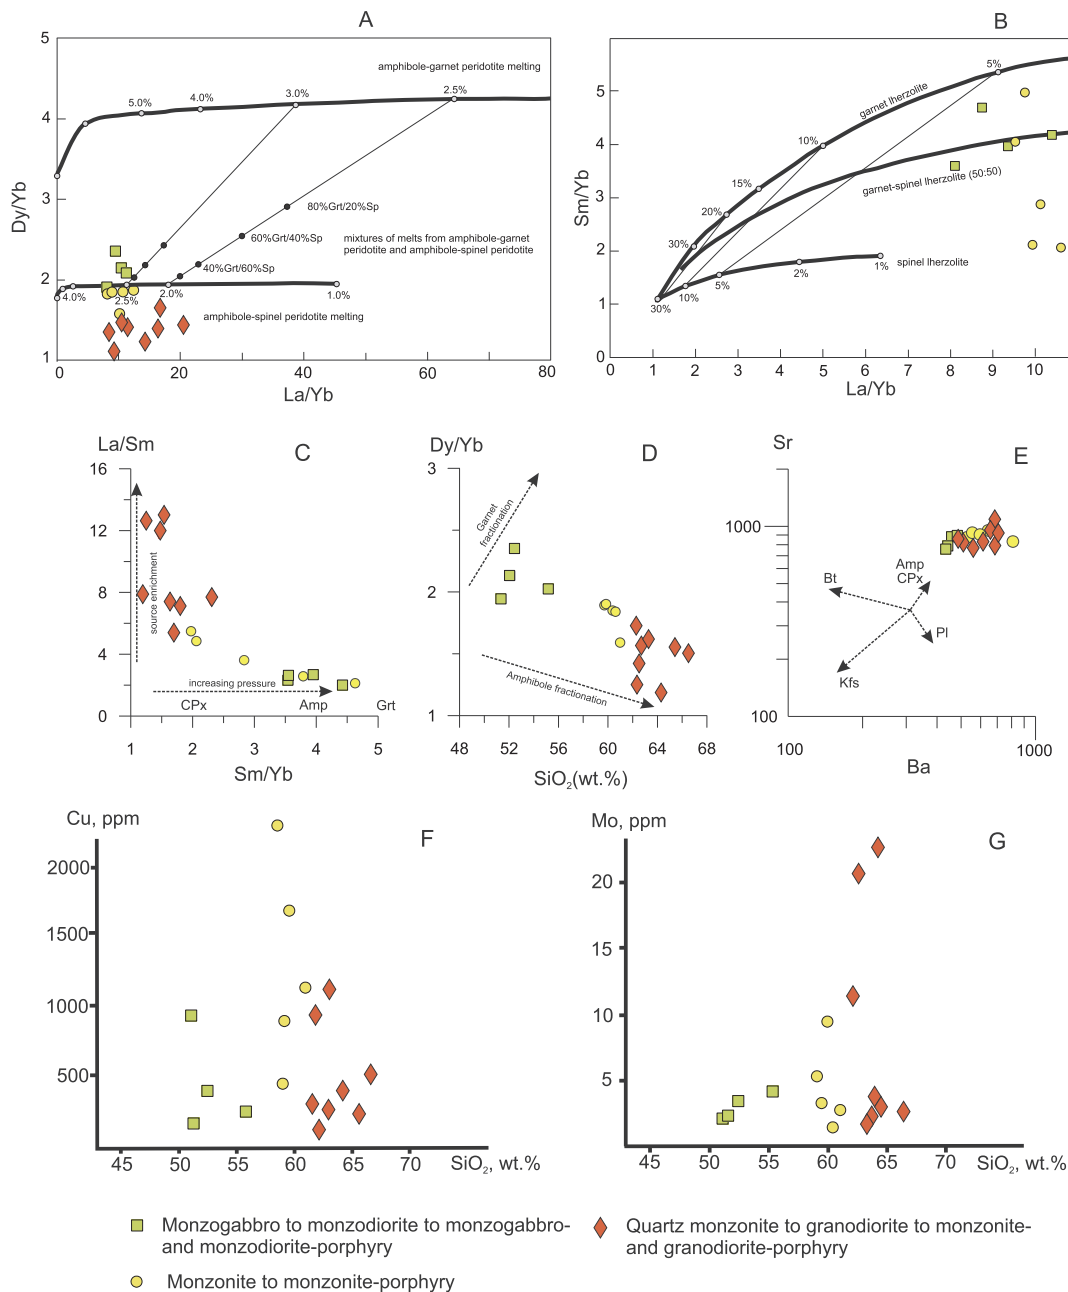 A
5
4
3
2
1
Dy/Yb
amphibole-garnet peridotite melting
5.0%
4.0%
3.0%
2.5%
80%Grt/20%Sp
60%Grt/40%Sp
mixtures of melts from amphibole-garnet
peridotite and amphibole-spinel peridotite
40%Grt/60%Sp
4.0%
2.5%
2.0%
1.0%
amphibole-spinel peridotite melting
0
20
40
60
80
La/Yb
B
5
4
3
2
1
0
Sm/Yb
5%
garnet lherzolite
10%
15%
20%
30%
garnet-spinel lherzolite (50:50)
spinel lherzolite
30%
10%
5%
2%
1%
0
1
2
3
4
5
6
7
8
9
10
La/Yb
La/Sm
C
16
12
8
4
0
source enrichment
increasing pressure
CPx
Amp
Grt
1
2
3
4
5
Sm/Yb
Dy/Yb
D
3
2
1
Garnet
fractionation
Amphibole fractionation
48
52
56
60
64
68
SiO2(wt.%)
Sr
E
1000
100
Bt
Amp
CPx
Pl
Kfs
100
1000
Ba
Cu, ppm
F
2000
1500
1000
500
45
50
55
60
65
70
SiO2, wt.%
Mo, ppm
G
20
15
10
5
45
50
55
60
65
70
SiO2, wt.%
Monzogabbro to monzodiorite to monzogabbro-
and monzodiorite-porphyry
Monzonite to monzonite-porphyry
Quartz monzonite to granodiorite to monzonite-
and granodiorite-porphyry